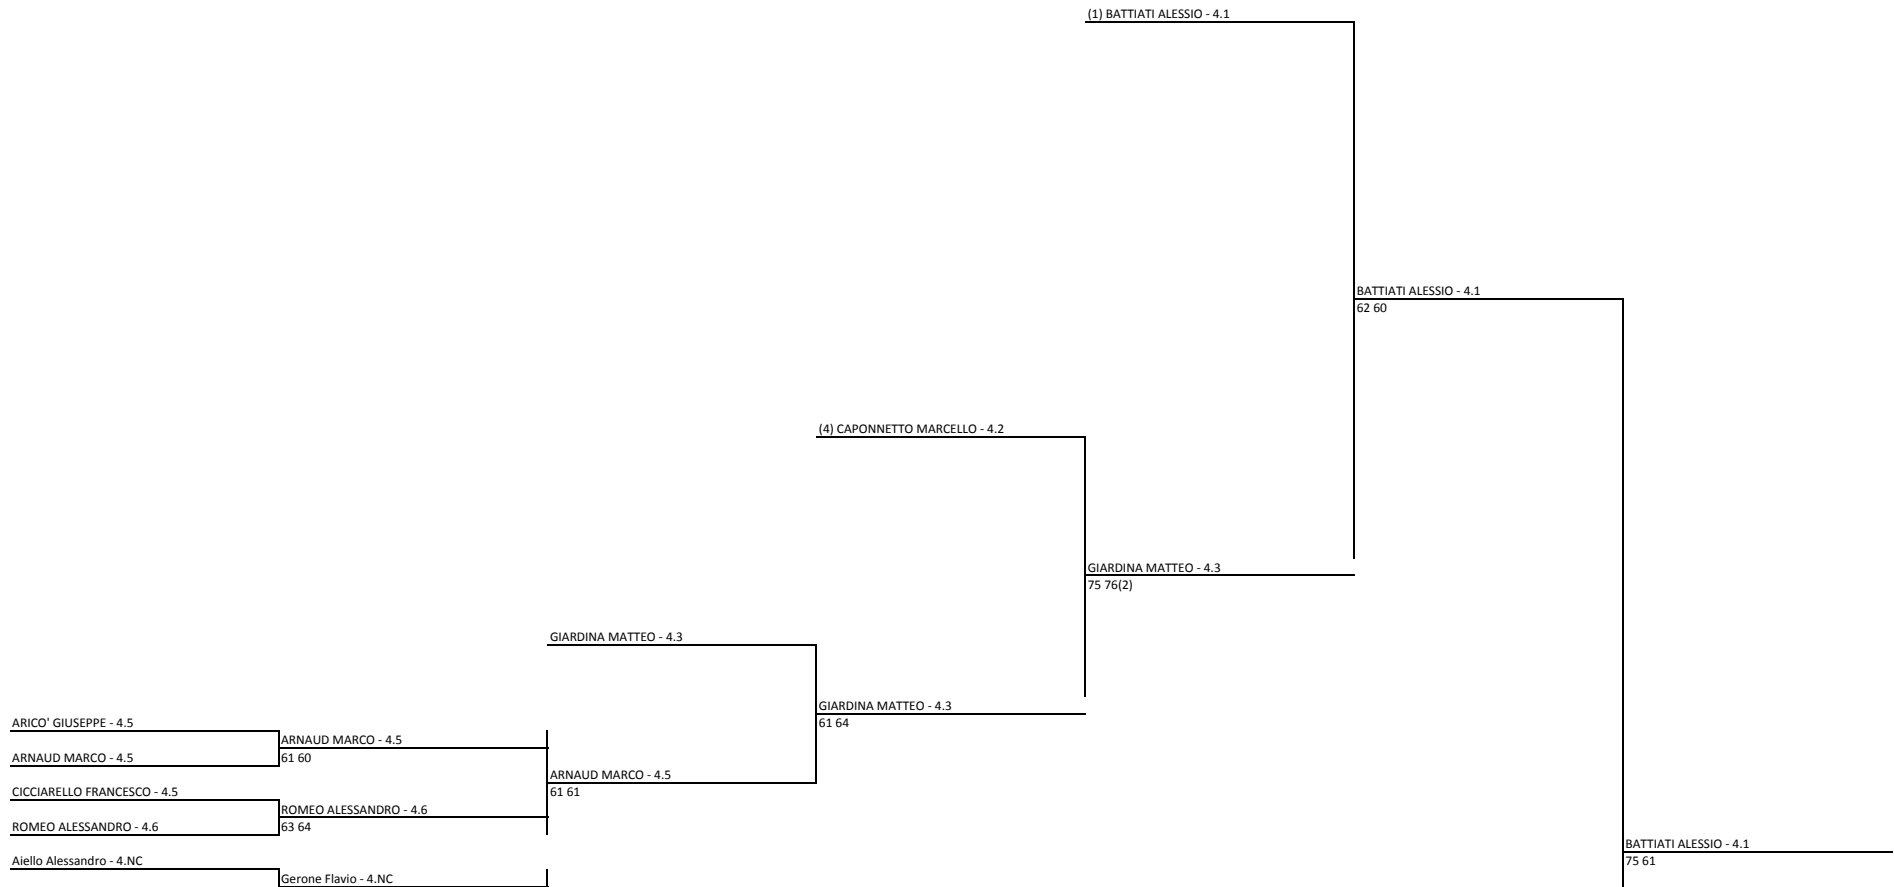 (1) BATTIATI ALESSIO - 4.1
BATTIATI ALESSIO - 4.1
62 60
(4) CAPONNETTO MARCELLO - 4.2
GIARDINA MATTEO - 4.3
75 76(2)
GIARDINA MATTEO - 4.3
GIARDINA MATTEO - 4.3
61 64
ARICO' GIUSEPPE - 4.5
ARNAUD MARCO - 4.5
61 60
ARNAUD MARCO - 4.5
ARNAUD MARCO - 4.5
61 61
CICCIARELLO FRANCESCO - 4.5
ROMEO ALESSANDRO - 4.6
63 64
ROMEO ALESSANDRO - 4.6
BATTIATI ALESSIO - 4.1
75 61
Aiello Alessandro - 4.NC
Gerone Flavio - 4.NC